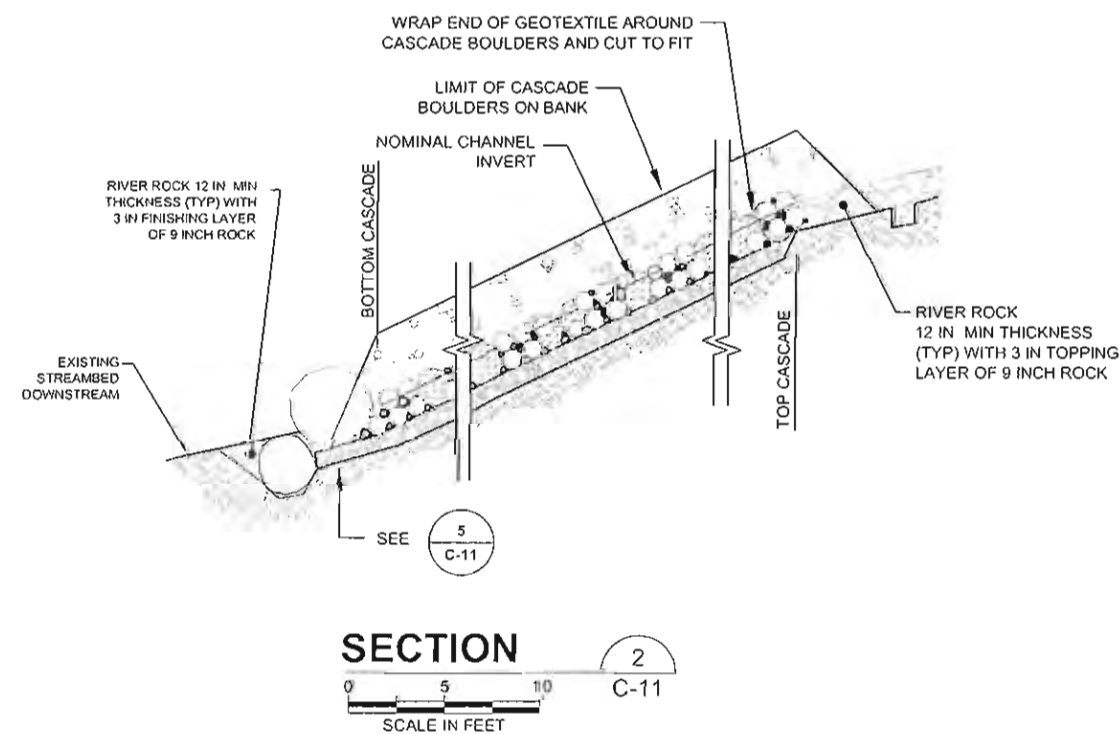 WRAP END OF GEOTEXTILE AROUND
CASCADE BOULDERS AND CUT TO FIT
LIMIT OF CASCADE
BOULDERS ON BANK
NOMINAL CHANNEL
INVERT
RIVER ROCK 12 IN MIN
THICKNESS (TYP) WITH
3 IN FINISHING LAYER
OF 9 INCH ROCK
BOTTOM CASCADE
EXISTING
STREAMBED
DOWNSTREAM
TOP CASCADE
RIVER ROCK
12 IN MIN THICKNESS
(TYP) WITH 3 IN TOPPING
LAYER OF 9 INCH ROCK
SEE
5
C-11
SECTION
2
C-11
0 5 10
SCALE IN FEET